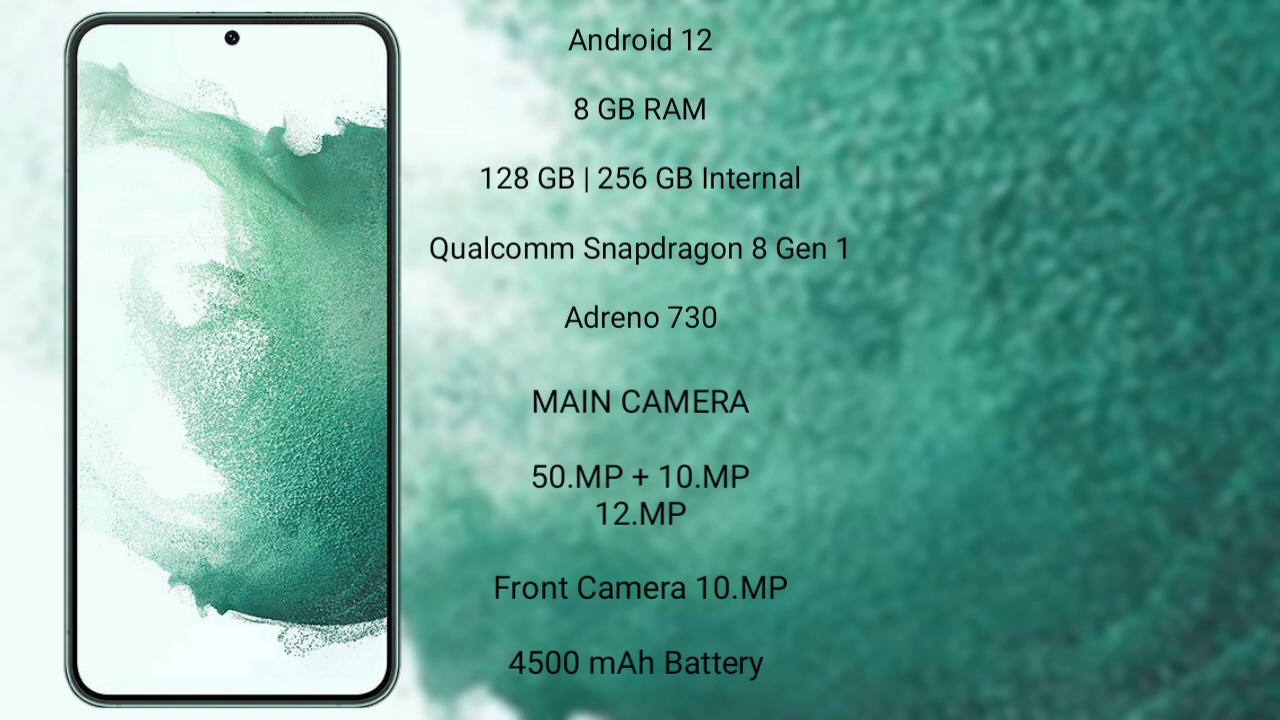 Android 12
8 GB RAM
128 GB | 256 GB Internal
Qualcomm Snapdragon 8 Gen 1
Adreno 730
MAIN CAMERA
50.MP + 10.MP
12.MP
Front Camera 10.MP
4500 mAh Battery